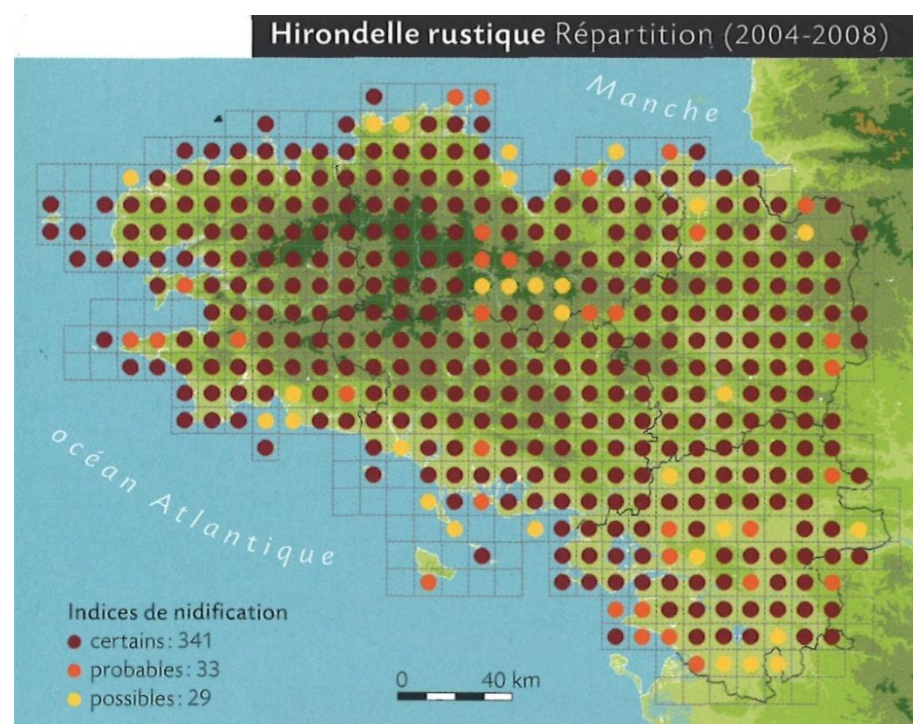 Hirondelle rustique Répartition (2004-2008)
Manche
océan Atlantique
Indices de nidification
certains: 341
probables: 33
possibles: 29
0 40 km